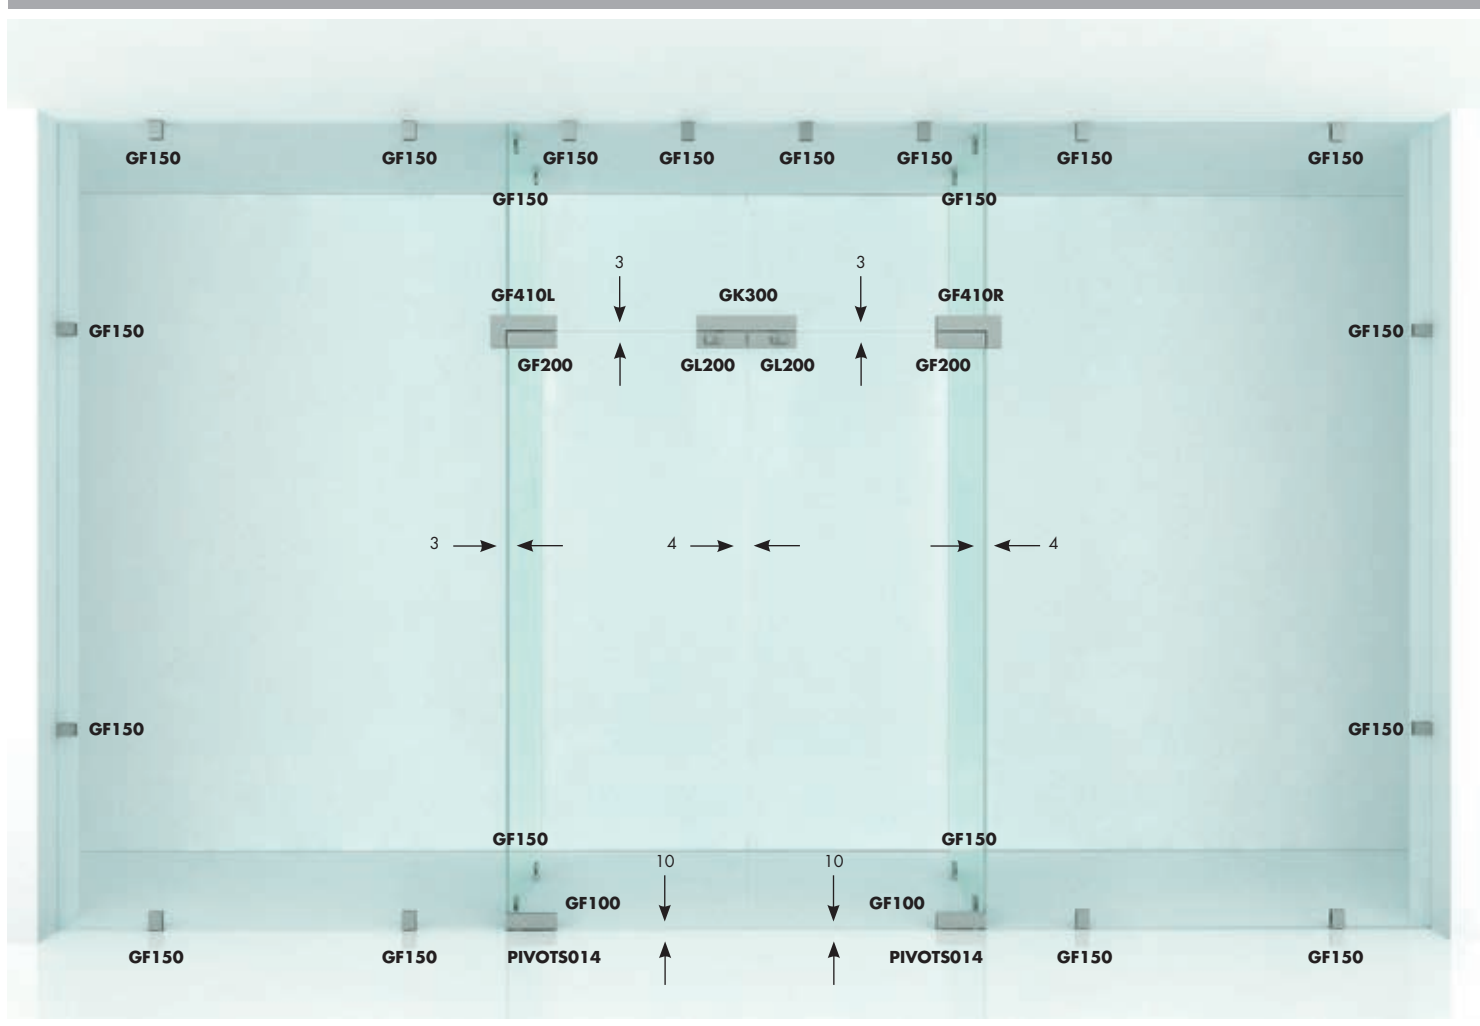 GF150 GF150 GF150 GF150 GF150 GF150 GF150 GF150
GF150 GF150
3 3
GF410L GK300 GF410R
GF150 GF150
GF200 GL200 GL200 GF200
3 4 4
GF150 GF150
GF150 GF150
10 10
GF100 GF100
GF150 GF150 PIVOTS014 PIVOTS014 GF150 GF150